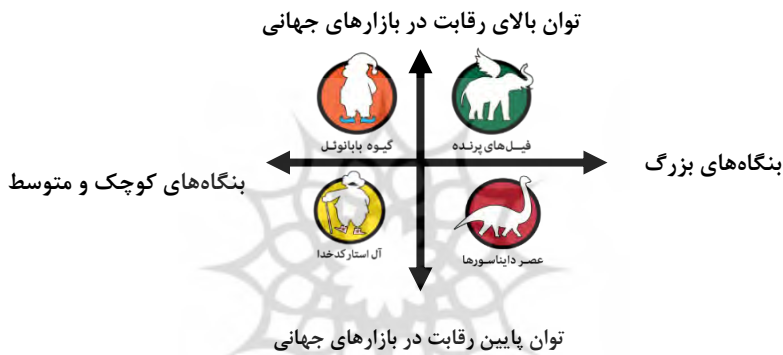 توان بالای رقابت در بازارهای جهانی
فیل‌های پرنده
گیوه بابانوئل
بنگاه‌های بزرگ
بنگاه‌های کوچک و متوسط
عصر دایناسورها
آل استار کدخدا
توان پایین رقابت در بازارهای جهانی